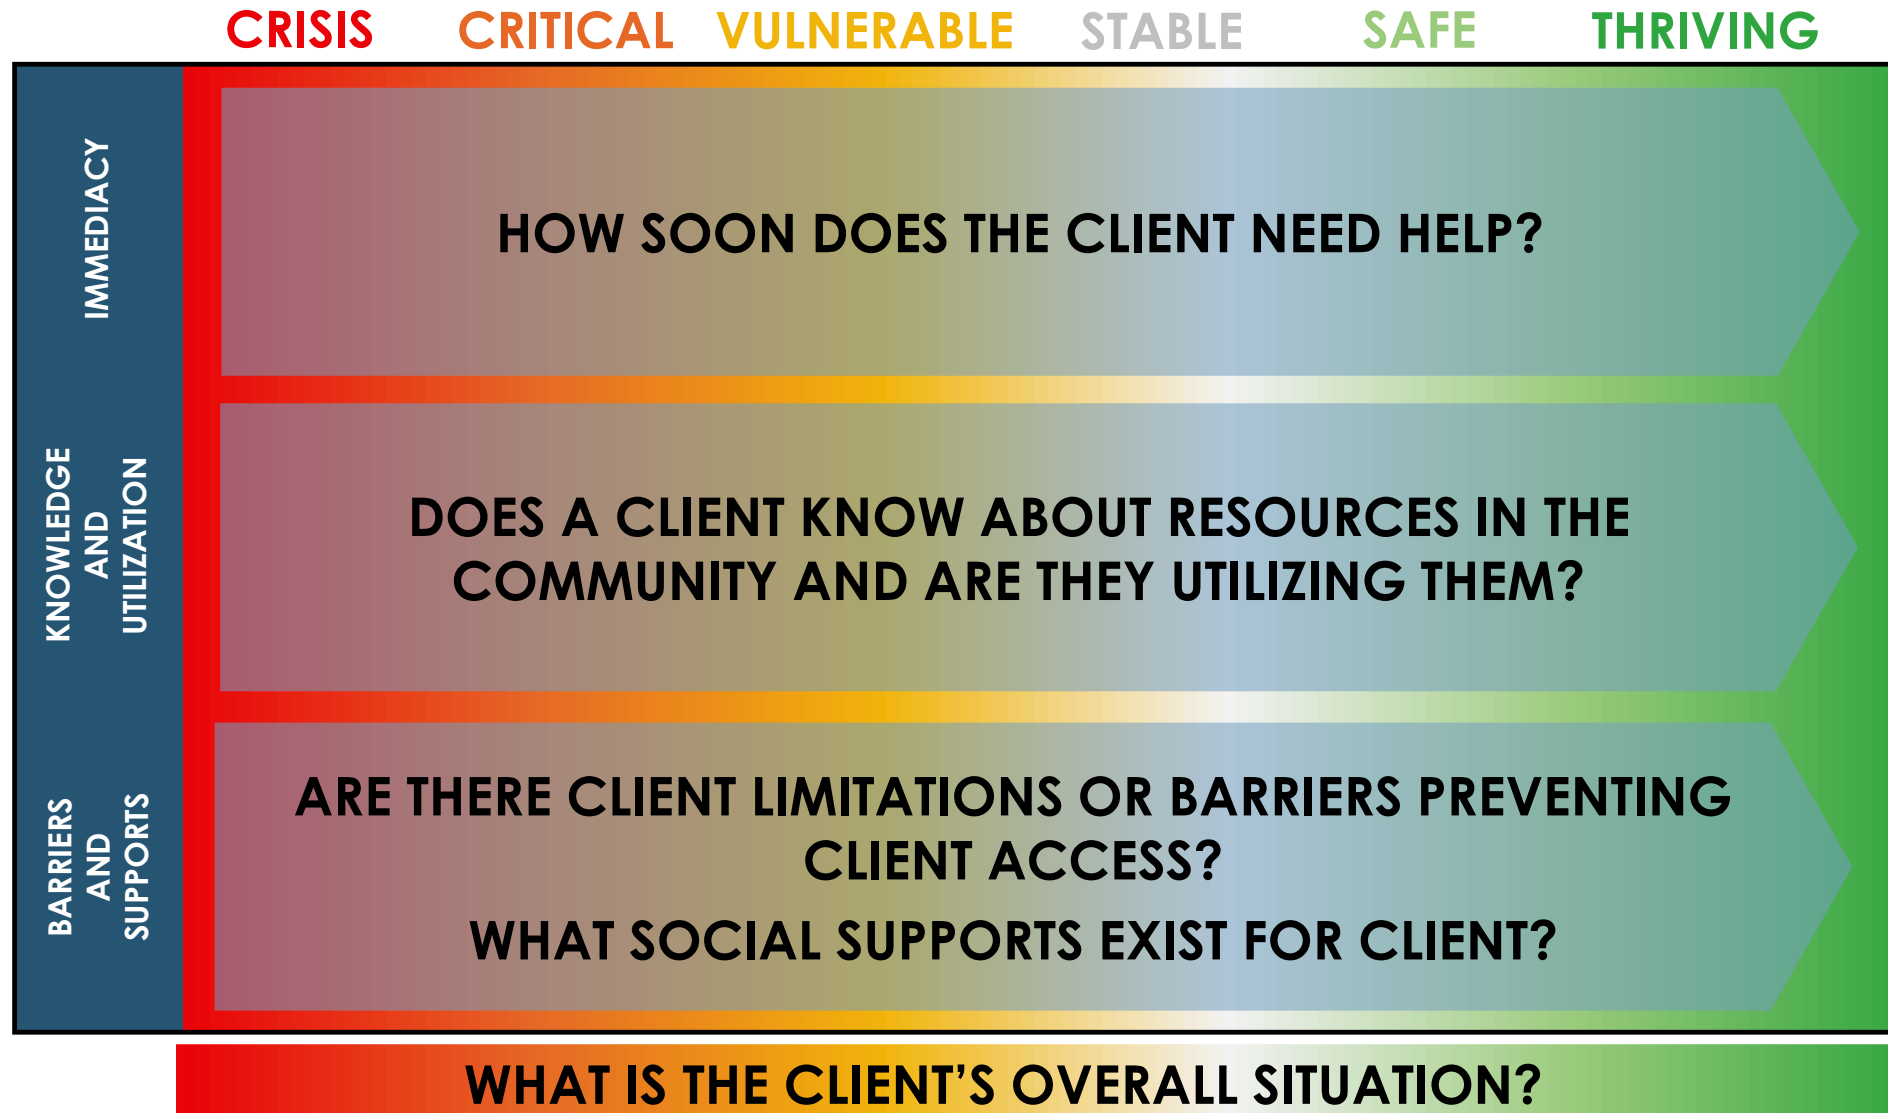 CRISIS CRITICAL VULNERABLE STABLE SAFE THRIVING
IMMEDIACY
HOW SOON DOES THE CLIENT NEED HELP?
KNOWLEDGE
AND
UTILIZATION
DOES A CLIENT KNOW ABOUT RESOURCES IN THE
COMMUNITY AND ARE THEY UTILIZING THEM?
BARRIERS
AND
SUPPORTS
ARE THERE CLIENT LIMITATIONS OR BARRIERS PREVENTING
CLIENT ACCESS?
WHAT SOCIAL SUPPORTS EXIST FOR CLIENT?
WHAT IS THE CLIENT’S OVERALL SITUATION?